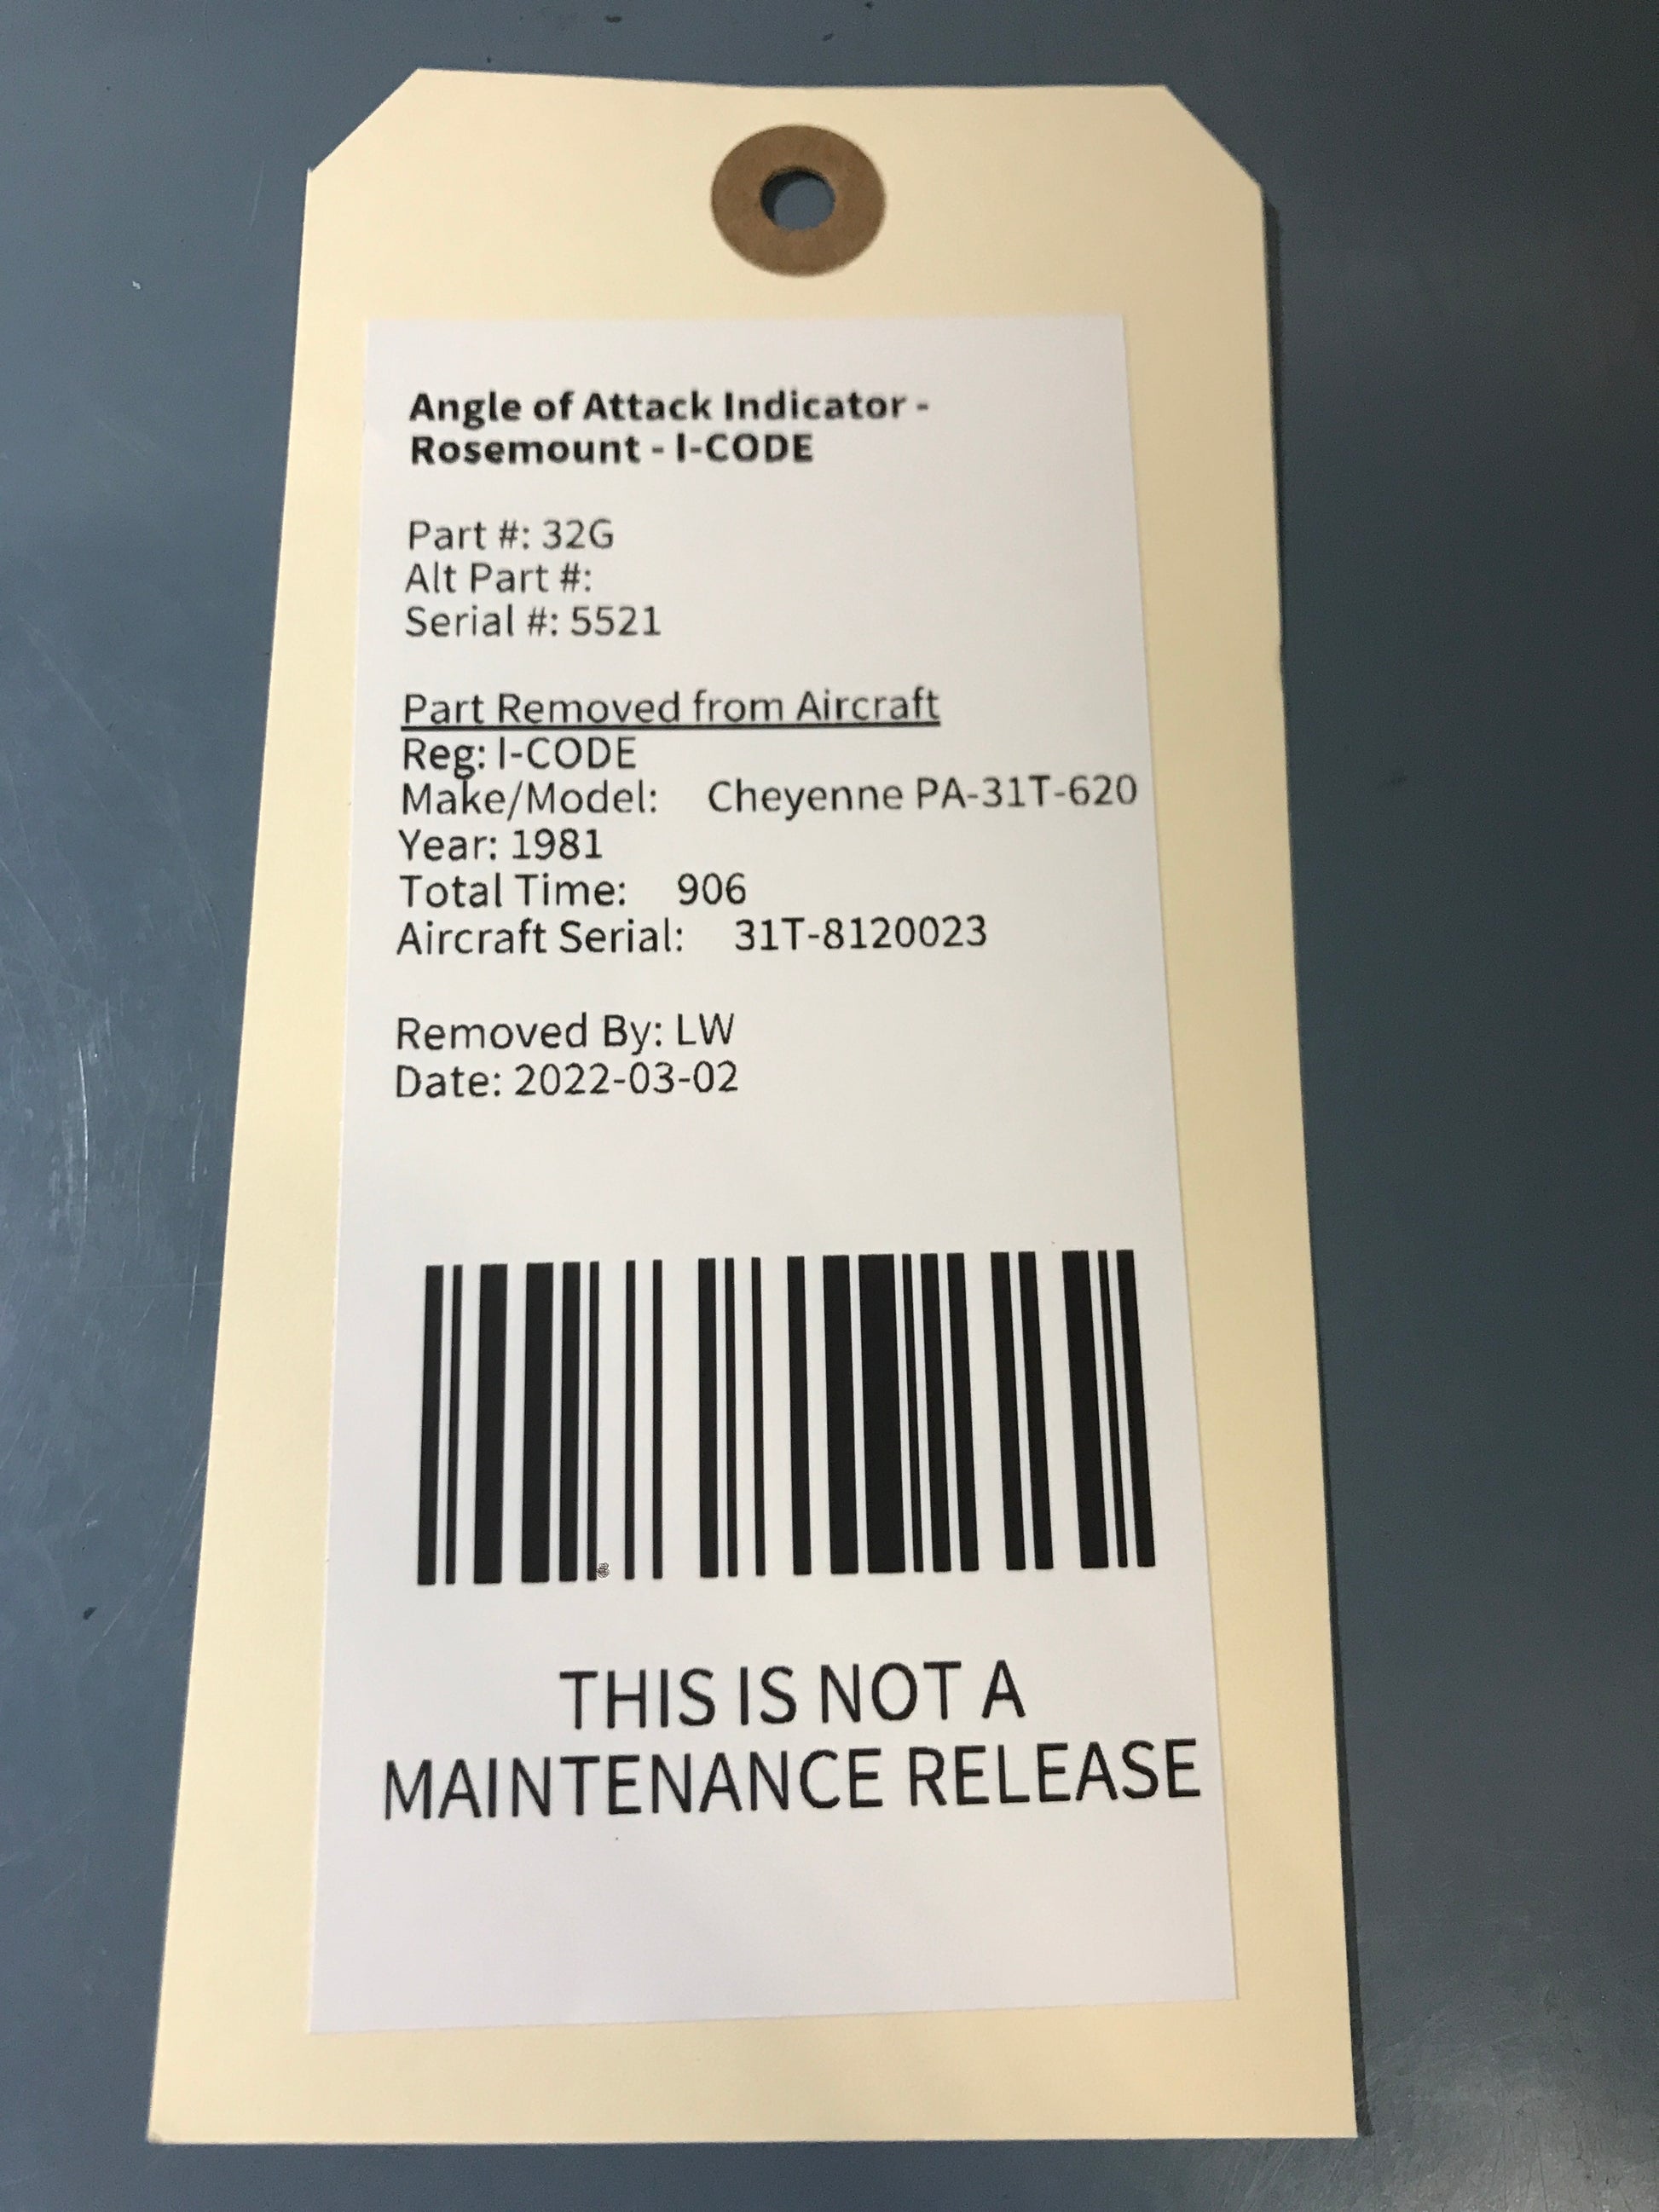 Angle of Attack Indicator -
Rosemount - I-CODE
Part #: 32G
Alt Part #:
Serial #: 5521
Part Removed from Aircraft
Reg: I-CODE
Make/Model: Cheyenne PA-31T-620
Year: 1981
Total Time: 906
Aircraft Serial: 31T-8120023
Removed By: LW
Date: 2022-03-02
THIS IS NOT A
MAINTENANCE RELEASE